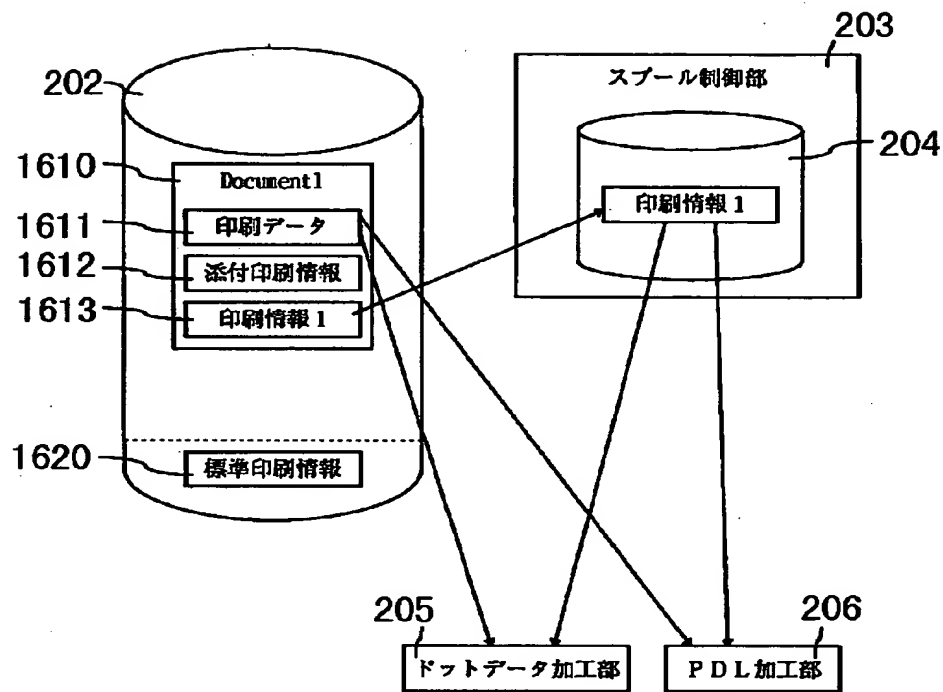 203
スプール制御部
202
204
1610
Document1
印刷情報1
1611
印刷データ
1612
添付印刷情報
1613
印刷情報1
1620
標準印刷情報
205
206
ドットデータ加工部
PDL加工部